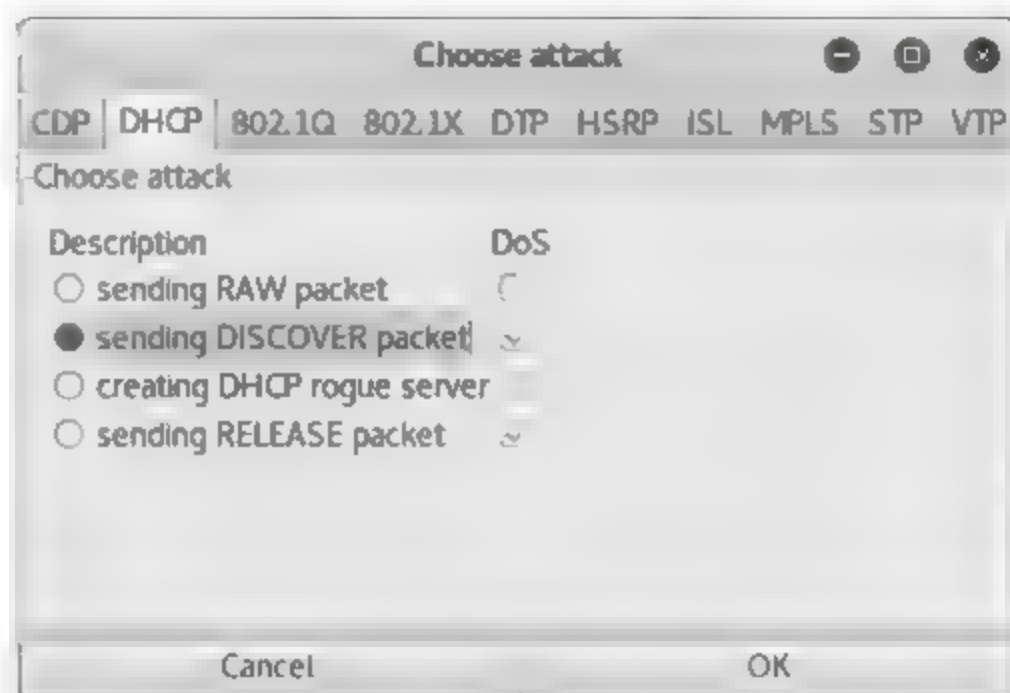 Choose attack
CDP DHCP 802.1Q 802.1X DTP HSRP ISL MPLS STP VTP
Choose attack
Description DoS
sending RAW packet
sending DISCOVER packet
creating DHCP rogue server
sending RELEASE packet
Cancel OK